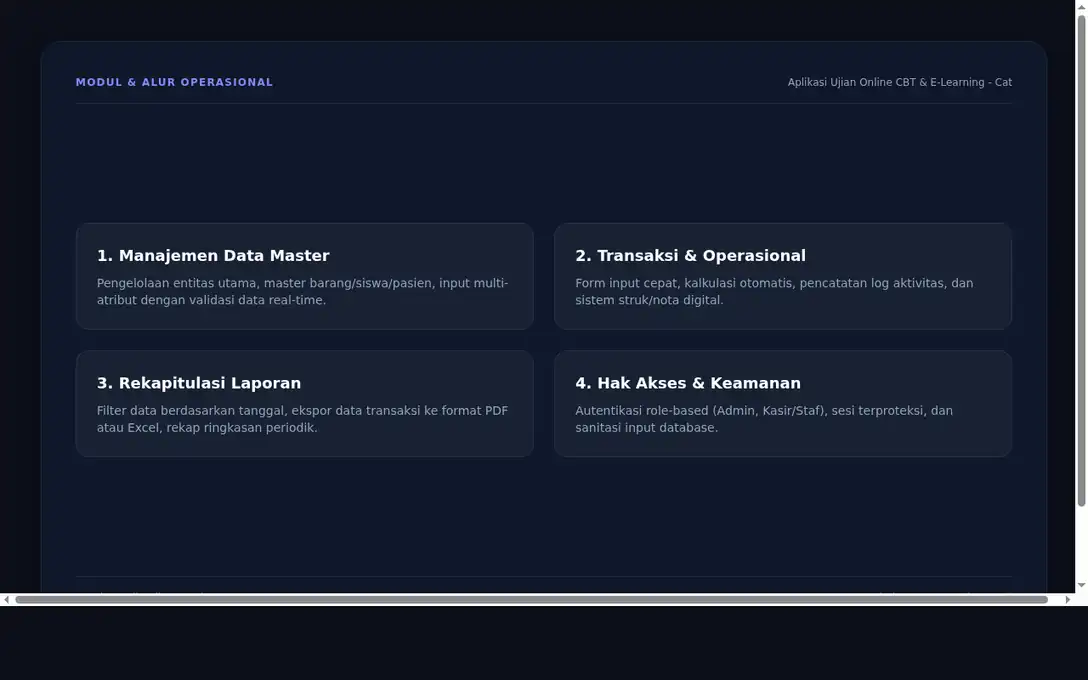 MODUL & ALUR OPERASIONAL
Aplikasi Ujian Online CBT & E-Learning - Cat
1. Manajemen Data Master
Pengelolaan entitas utama, master barang/siswa/pasien, input multi-
atribut dengan validasi data real-time.
2. Transaksi & Operasional
Form input cepat, kalkulasi otomatis, pencatatan log aktivitas, dan
sistem struk/nota digital.
3. Rekapitulasi Laporan
Filter data berdasarkan tanggal, ekspor data transaksi ke format PDF
atau Excel, rekap ringkasan periodik.
4. Hak Akses & Keamanan
Autentikasi role-based (Admin, Kasir/Staf), sesi terproteksi, dan
sanitasi input database.